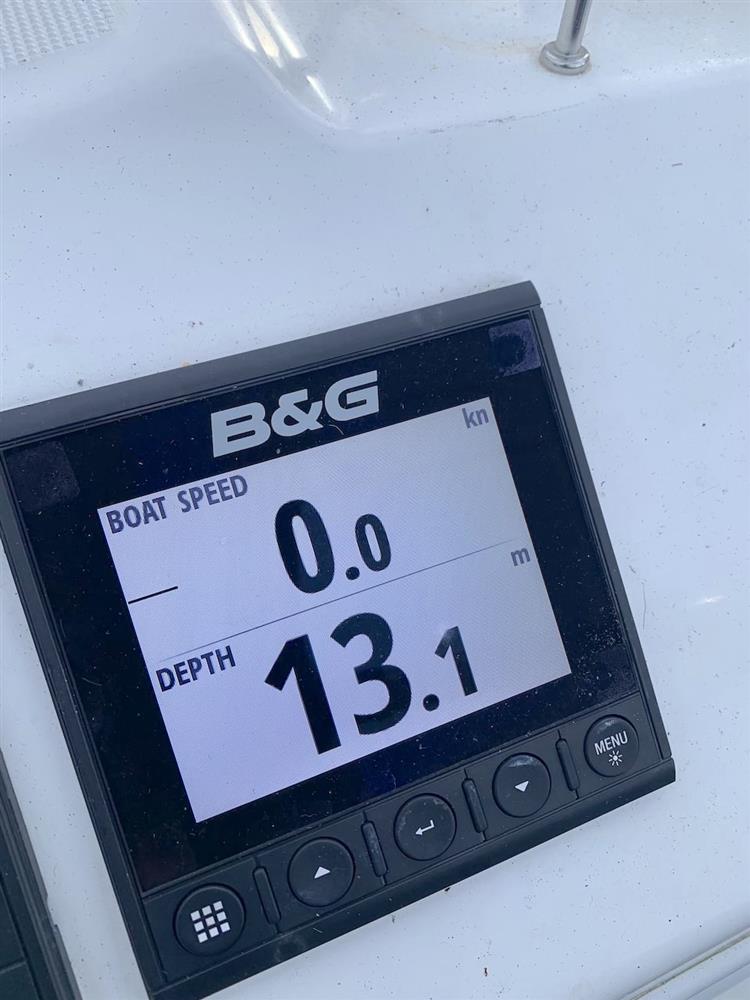 B&G
kn
BOAT SPEED
0.0
m
DEPTH
13.1
MENU